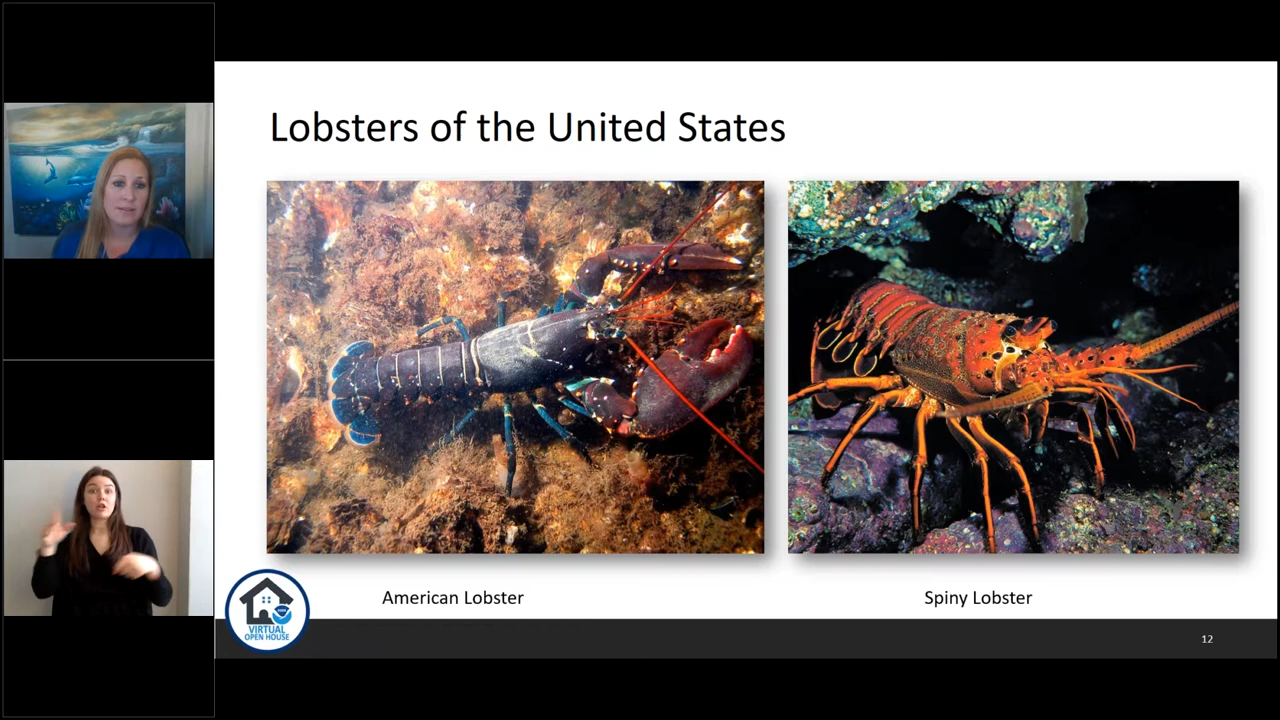 Lobsters of the United States
American Lobster
Spiny Lobster
VIRTUAL
OPEN HOUSE
12